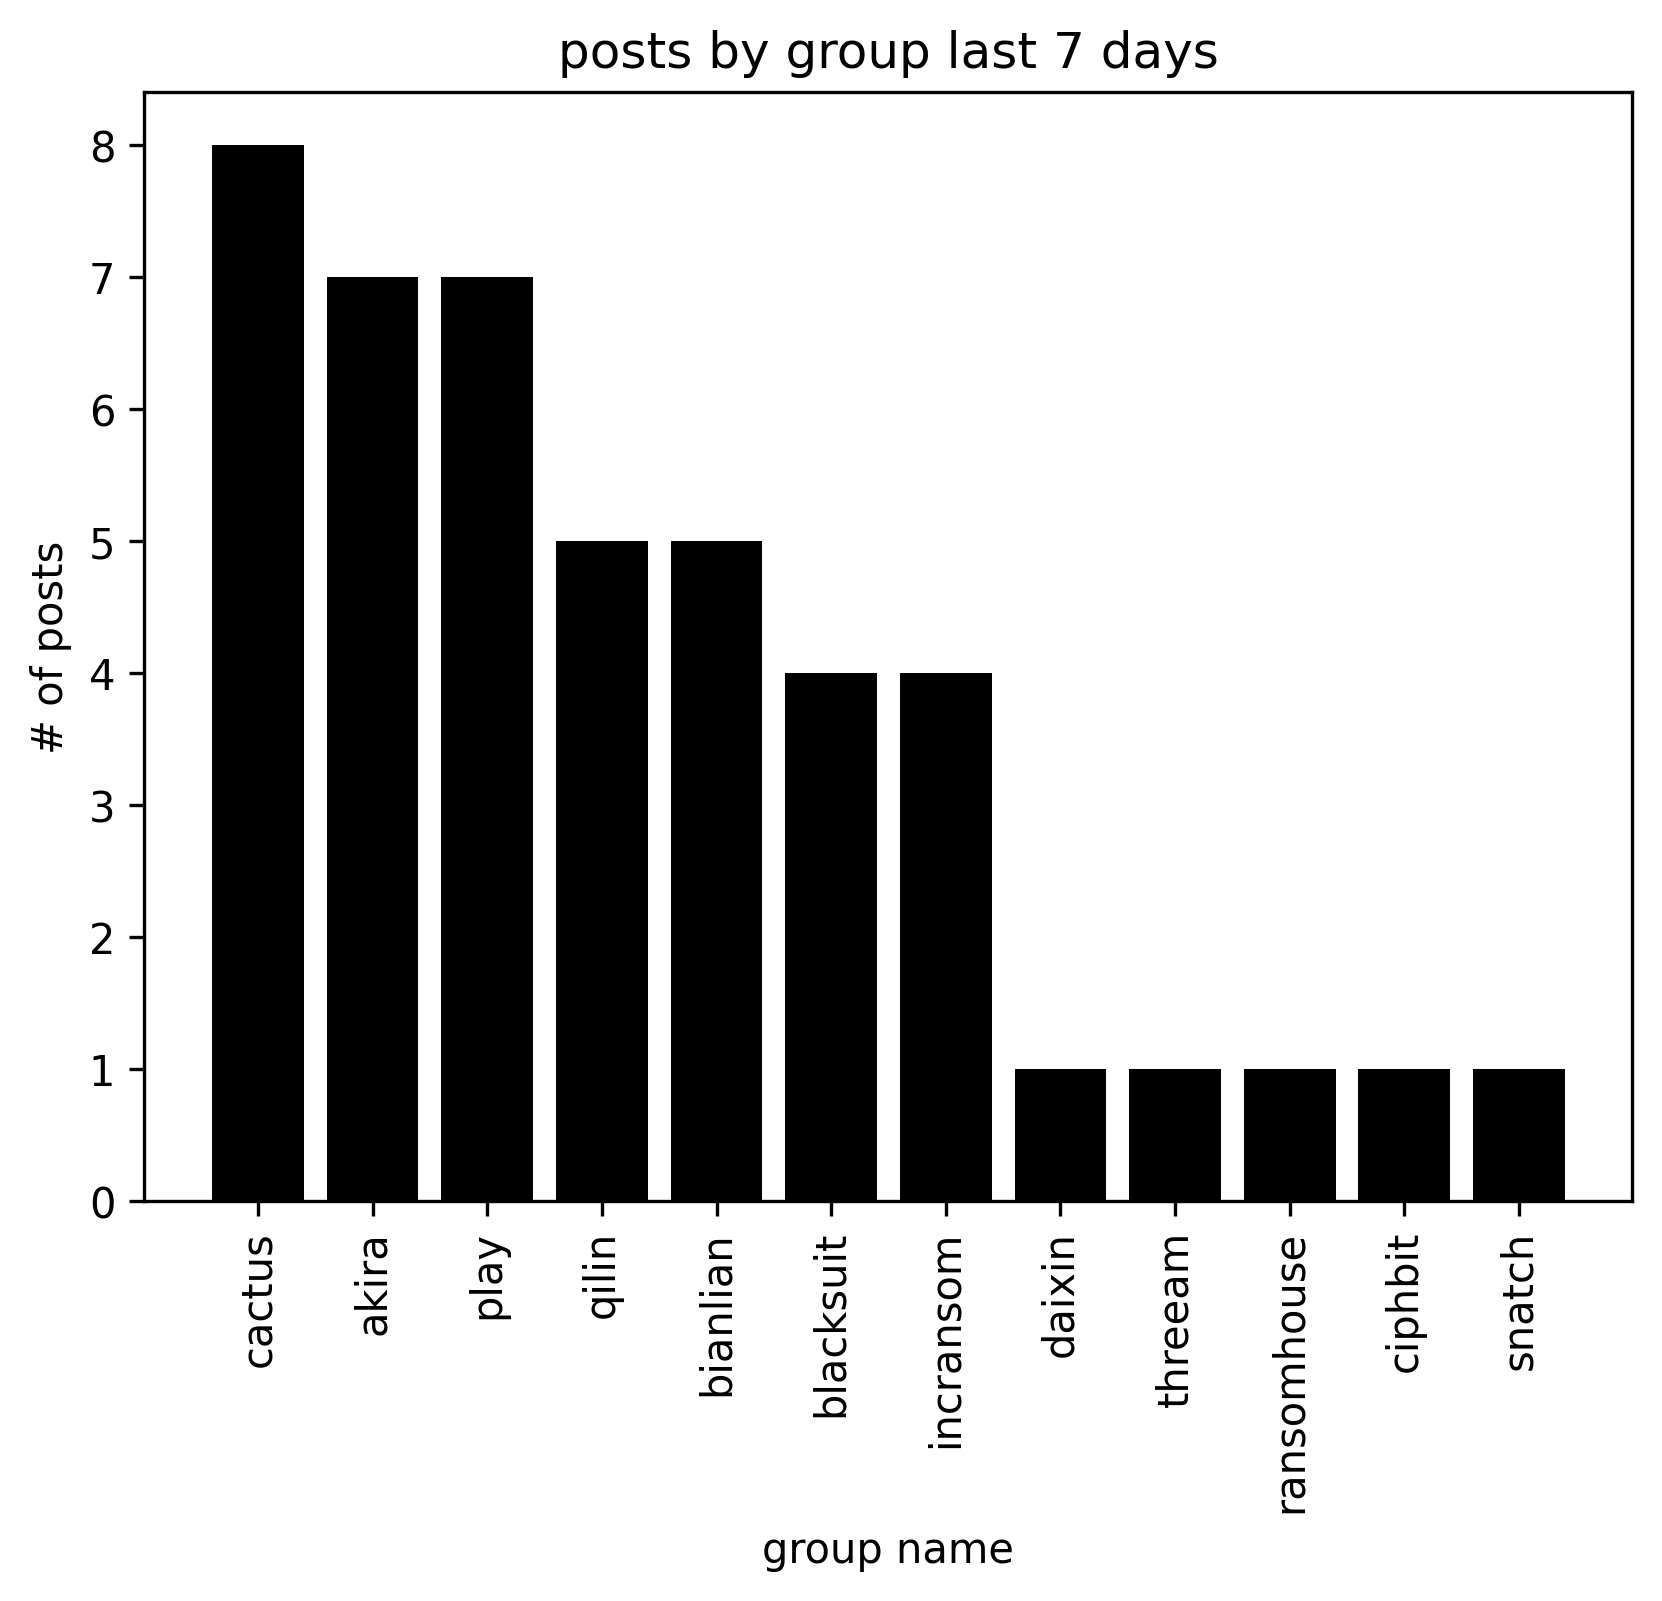 posts by group last 7 days
# of posts
8
7
6
5
4
3
2
1
0
cactus
akira
play
qilin
bianlian
blacksuit
incransom
daixin
threeam
ransomhouse
ciphbit
snatch
group name